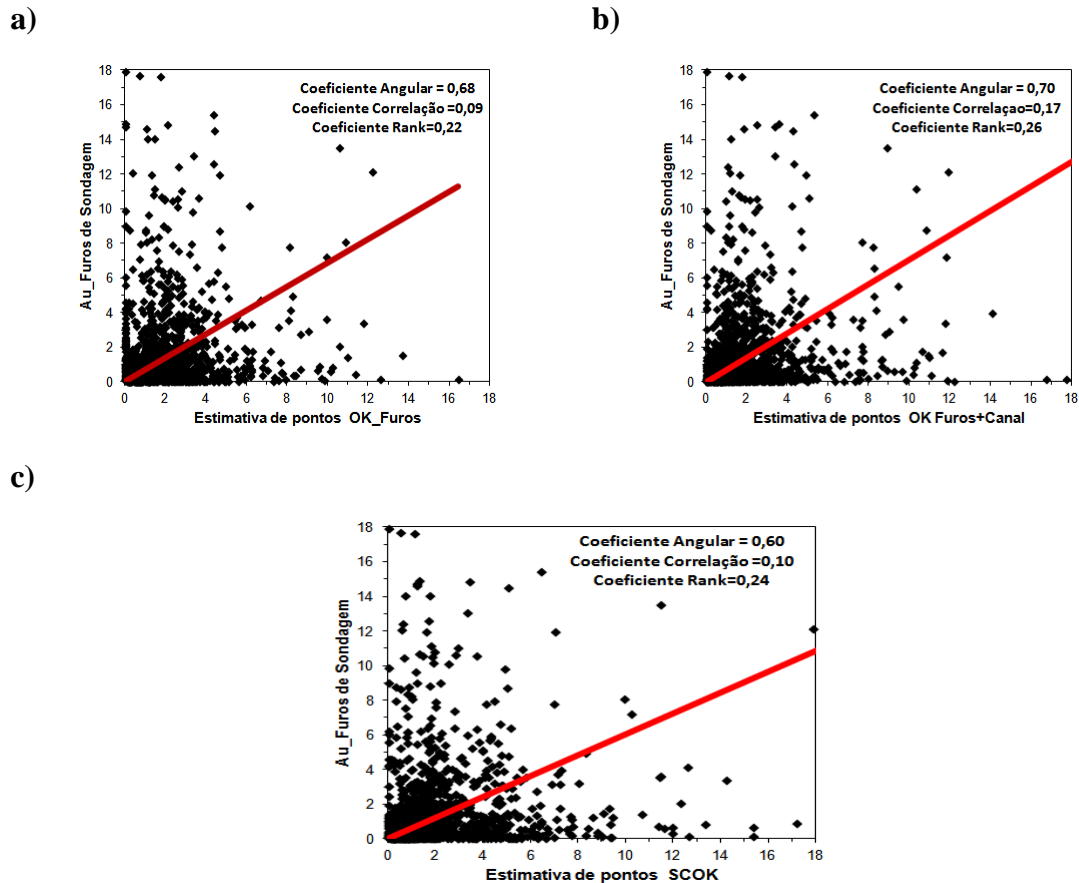 a)
b)
Coeficiente Angular = 0,68
Coeficiente Correlação =0,09
Coeficiente Rank=0,22
Au_Furos de Sondagem
18
16
14
12
10
8
6
4
2
0
0 2 4 6 8 10 12 14 16 18
Estimativa de pontos OK_Furos
Coeficiente Angular = 0,70
Coeficiente Correlaçao=0,17
Coeficiente Rank=0,26
Au_Furos de Sondagem
18
16
14
12
10
8
6
4
2
0
0 2 4 6 8 10 12 14 16 18
Estimativa de pontos OK Furos+Canal
c)
Coeficiente Angular = 0,60
Coeficiente Correlação =0,10
Coeficiente Rank=0,24
Au_Furos de Sondagem
18
16
14
12
10
8
6
4
2
0
0 2 4 6 8 10 12 14 16 18
Estimativa de pontos SCOK